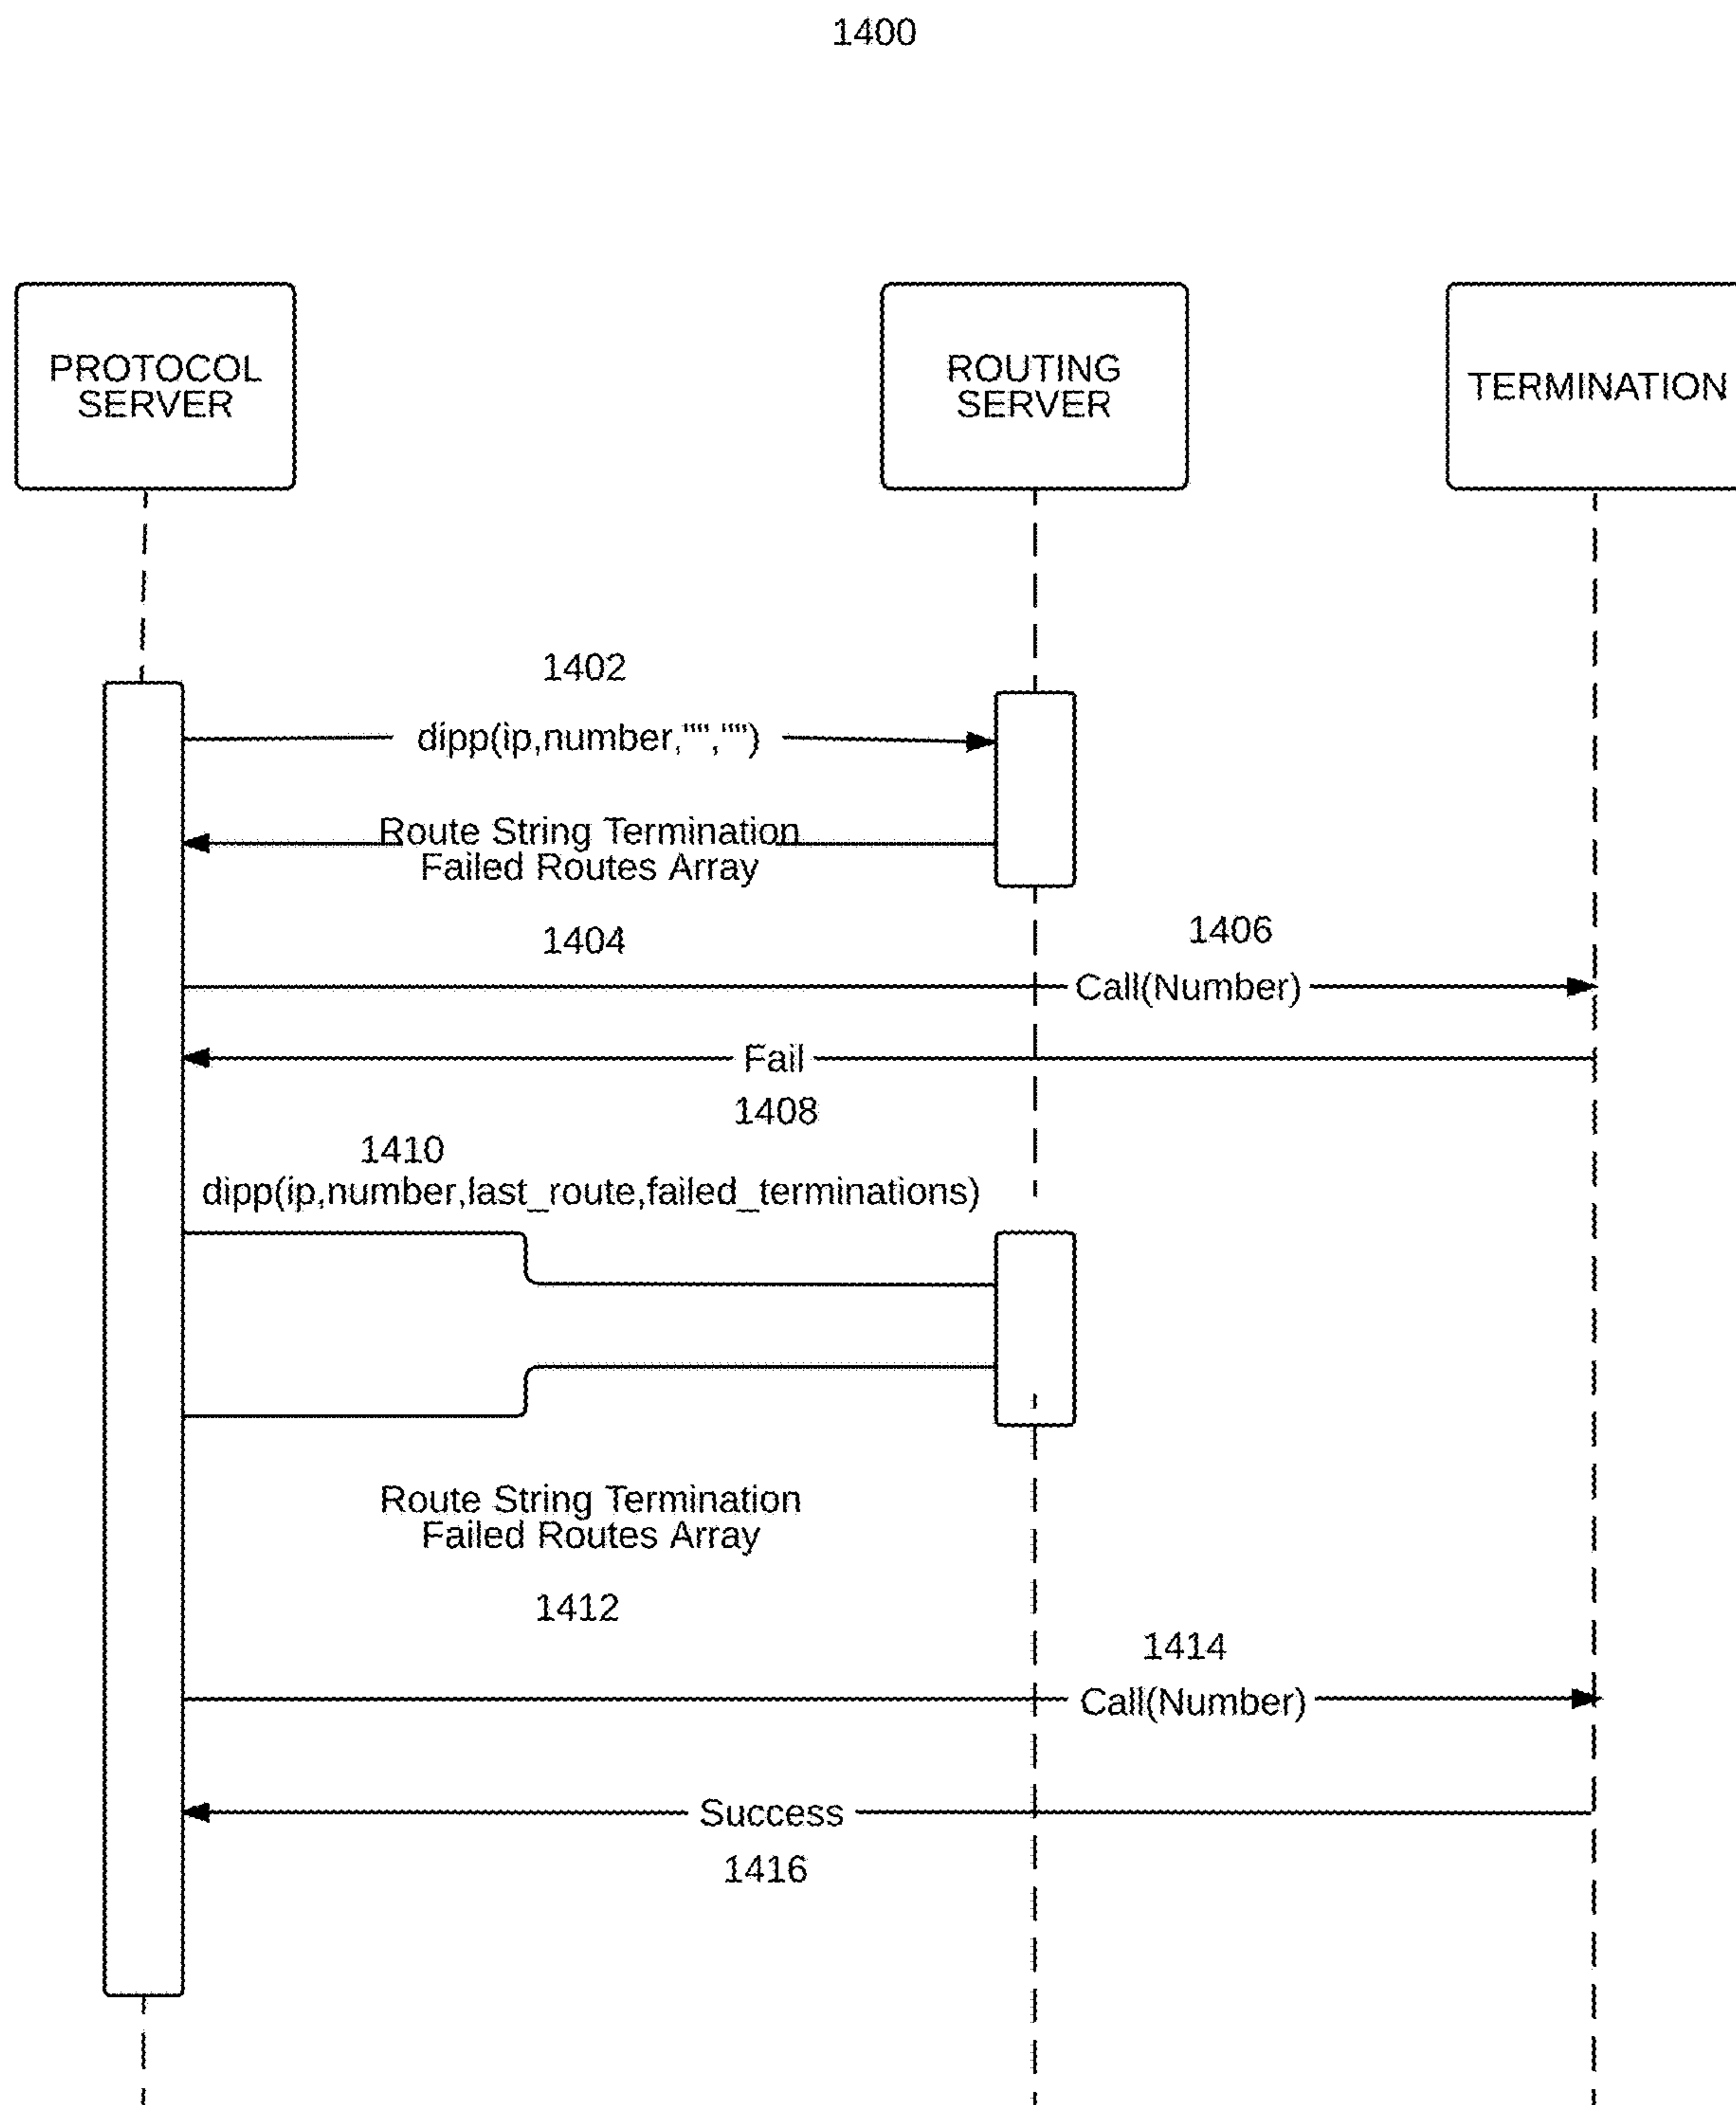 1400
PROTOCOL
SERVER
ROUTING
SERVER
TERMINATION
1402
dipp(ip,number,"","")
Route String Termination
Failed Routes Array
1404
1406
Call(Number)
Fail
1408
1410
dipp(ip,number,last_route,failed_terminations)
Route String Termination
Failed Routes Array
1412
1414
Call(Number)
Success
1416